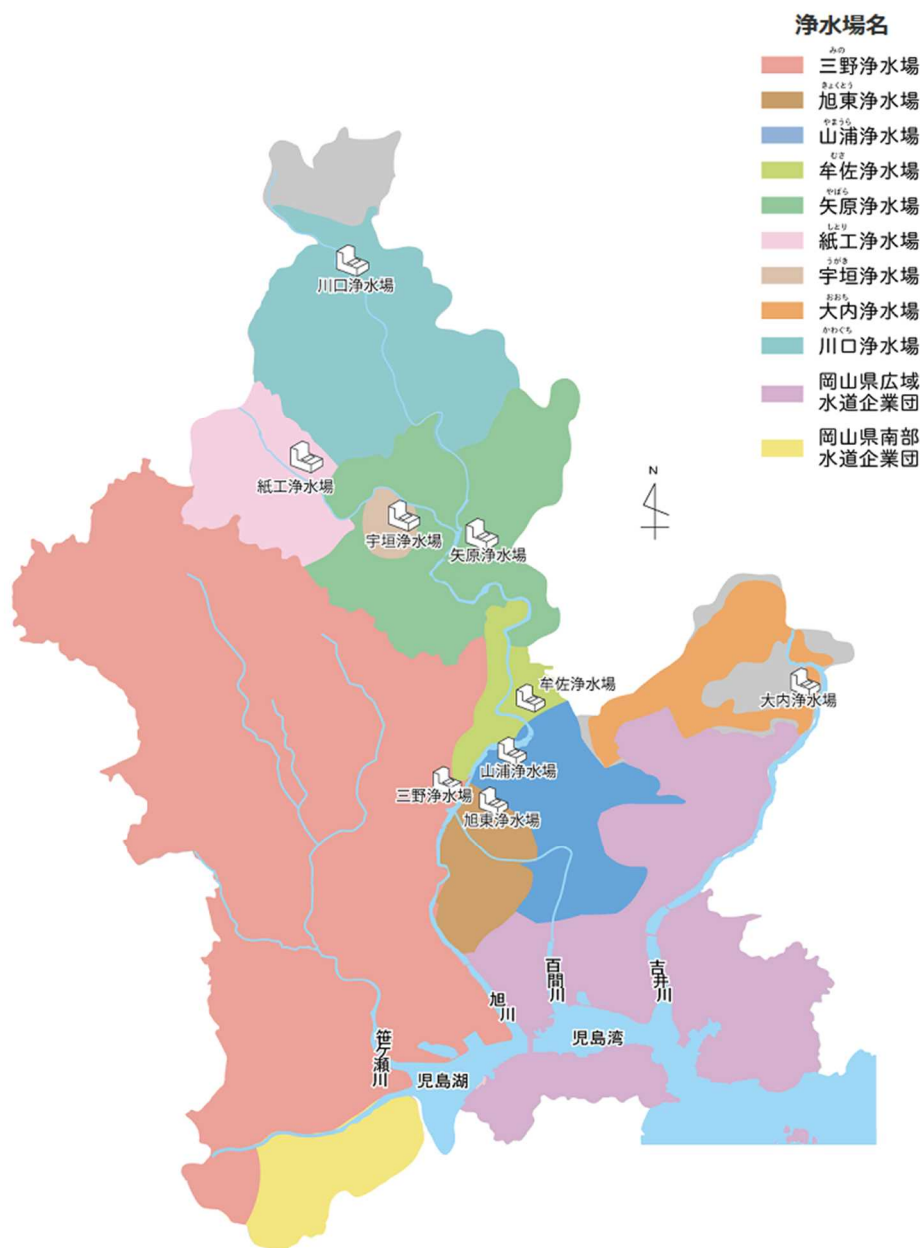 浄水場名
みの
三野浄水場
きょくとう
旭東浄水場
やまうら
山浦浄水場
むさ
牟佐浄水場
やばら
矢原浄水場
しとり
紙工浄水場
うがき
宇垣浄水場
おおち
大内浄水場
かわぐち
川口浄水場
岡山県広域
水道企業団
岡山県南部
水道企業団
川口浄水場
紙工浄水場
N
宇垣浄水場
矢原浄水場
牟佐浄水場
大内浄水場
山浦浄水場
三野浄水場
旭東浄水場
百間川
吉井川
旭川
笹ヶ瀬川
児島湾
児島湖